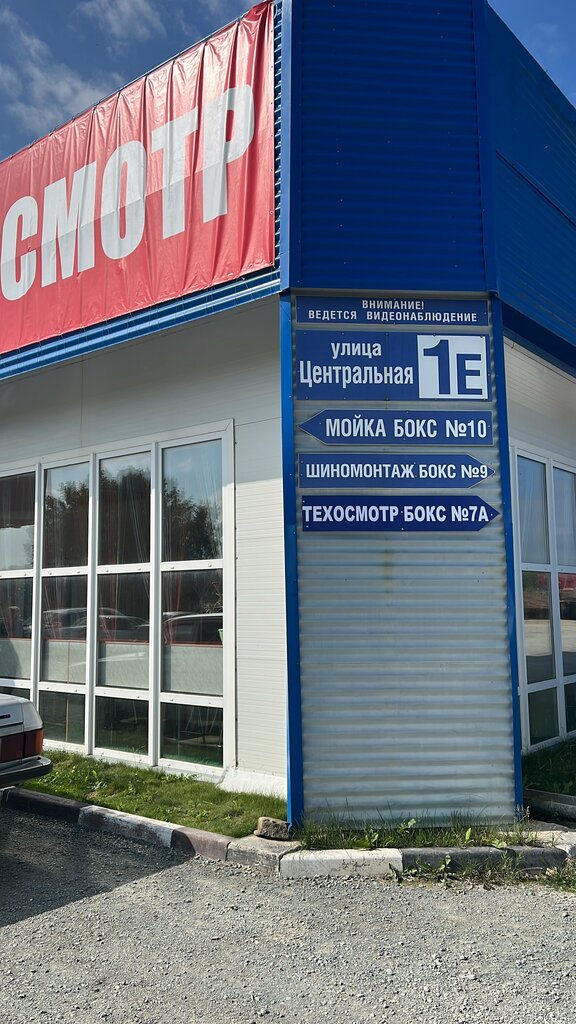 СМОТР
ВНИМАНИЕ!
ВЕДЕТСЯ ВИДЕОНАБЛЮДЕНИЕ
улица
Центральная 1Е
МОЙКА БОКС №10
ШИНОМОНТАЖ БОКС №9
ТЕХОСМОТР БОКС №7А